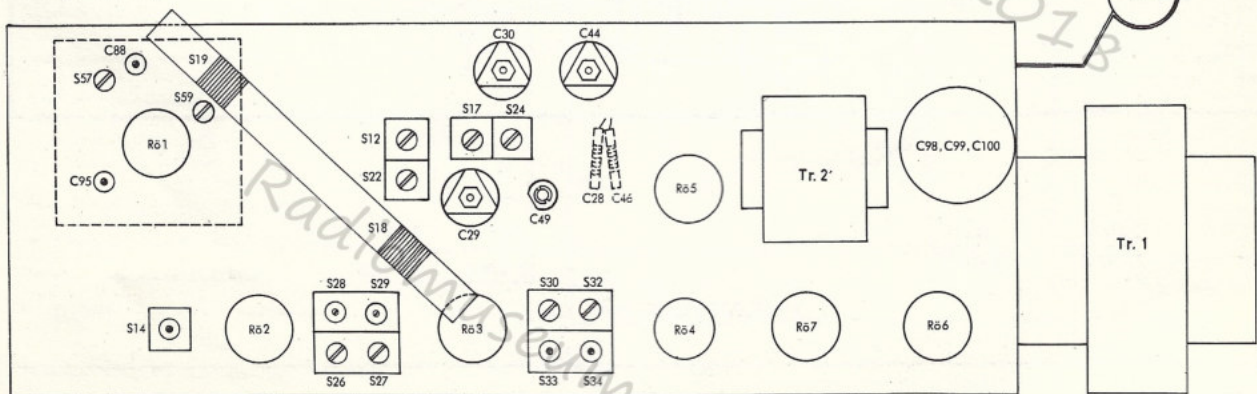 C30 C44
C88
S57
S19
S59
Rö1
C95
S12
S17 S24
S22
C29
C49
C28 C46
Rö5
Tr. 2'
C98, C99, C100
Tr. 1
S18
S14
Rö2
S28 S29
S26 S27
Rö3
S30 S32
S33 S34
Rö4
Rö7
Rö6
Radiomuseum
2013